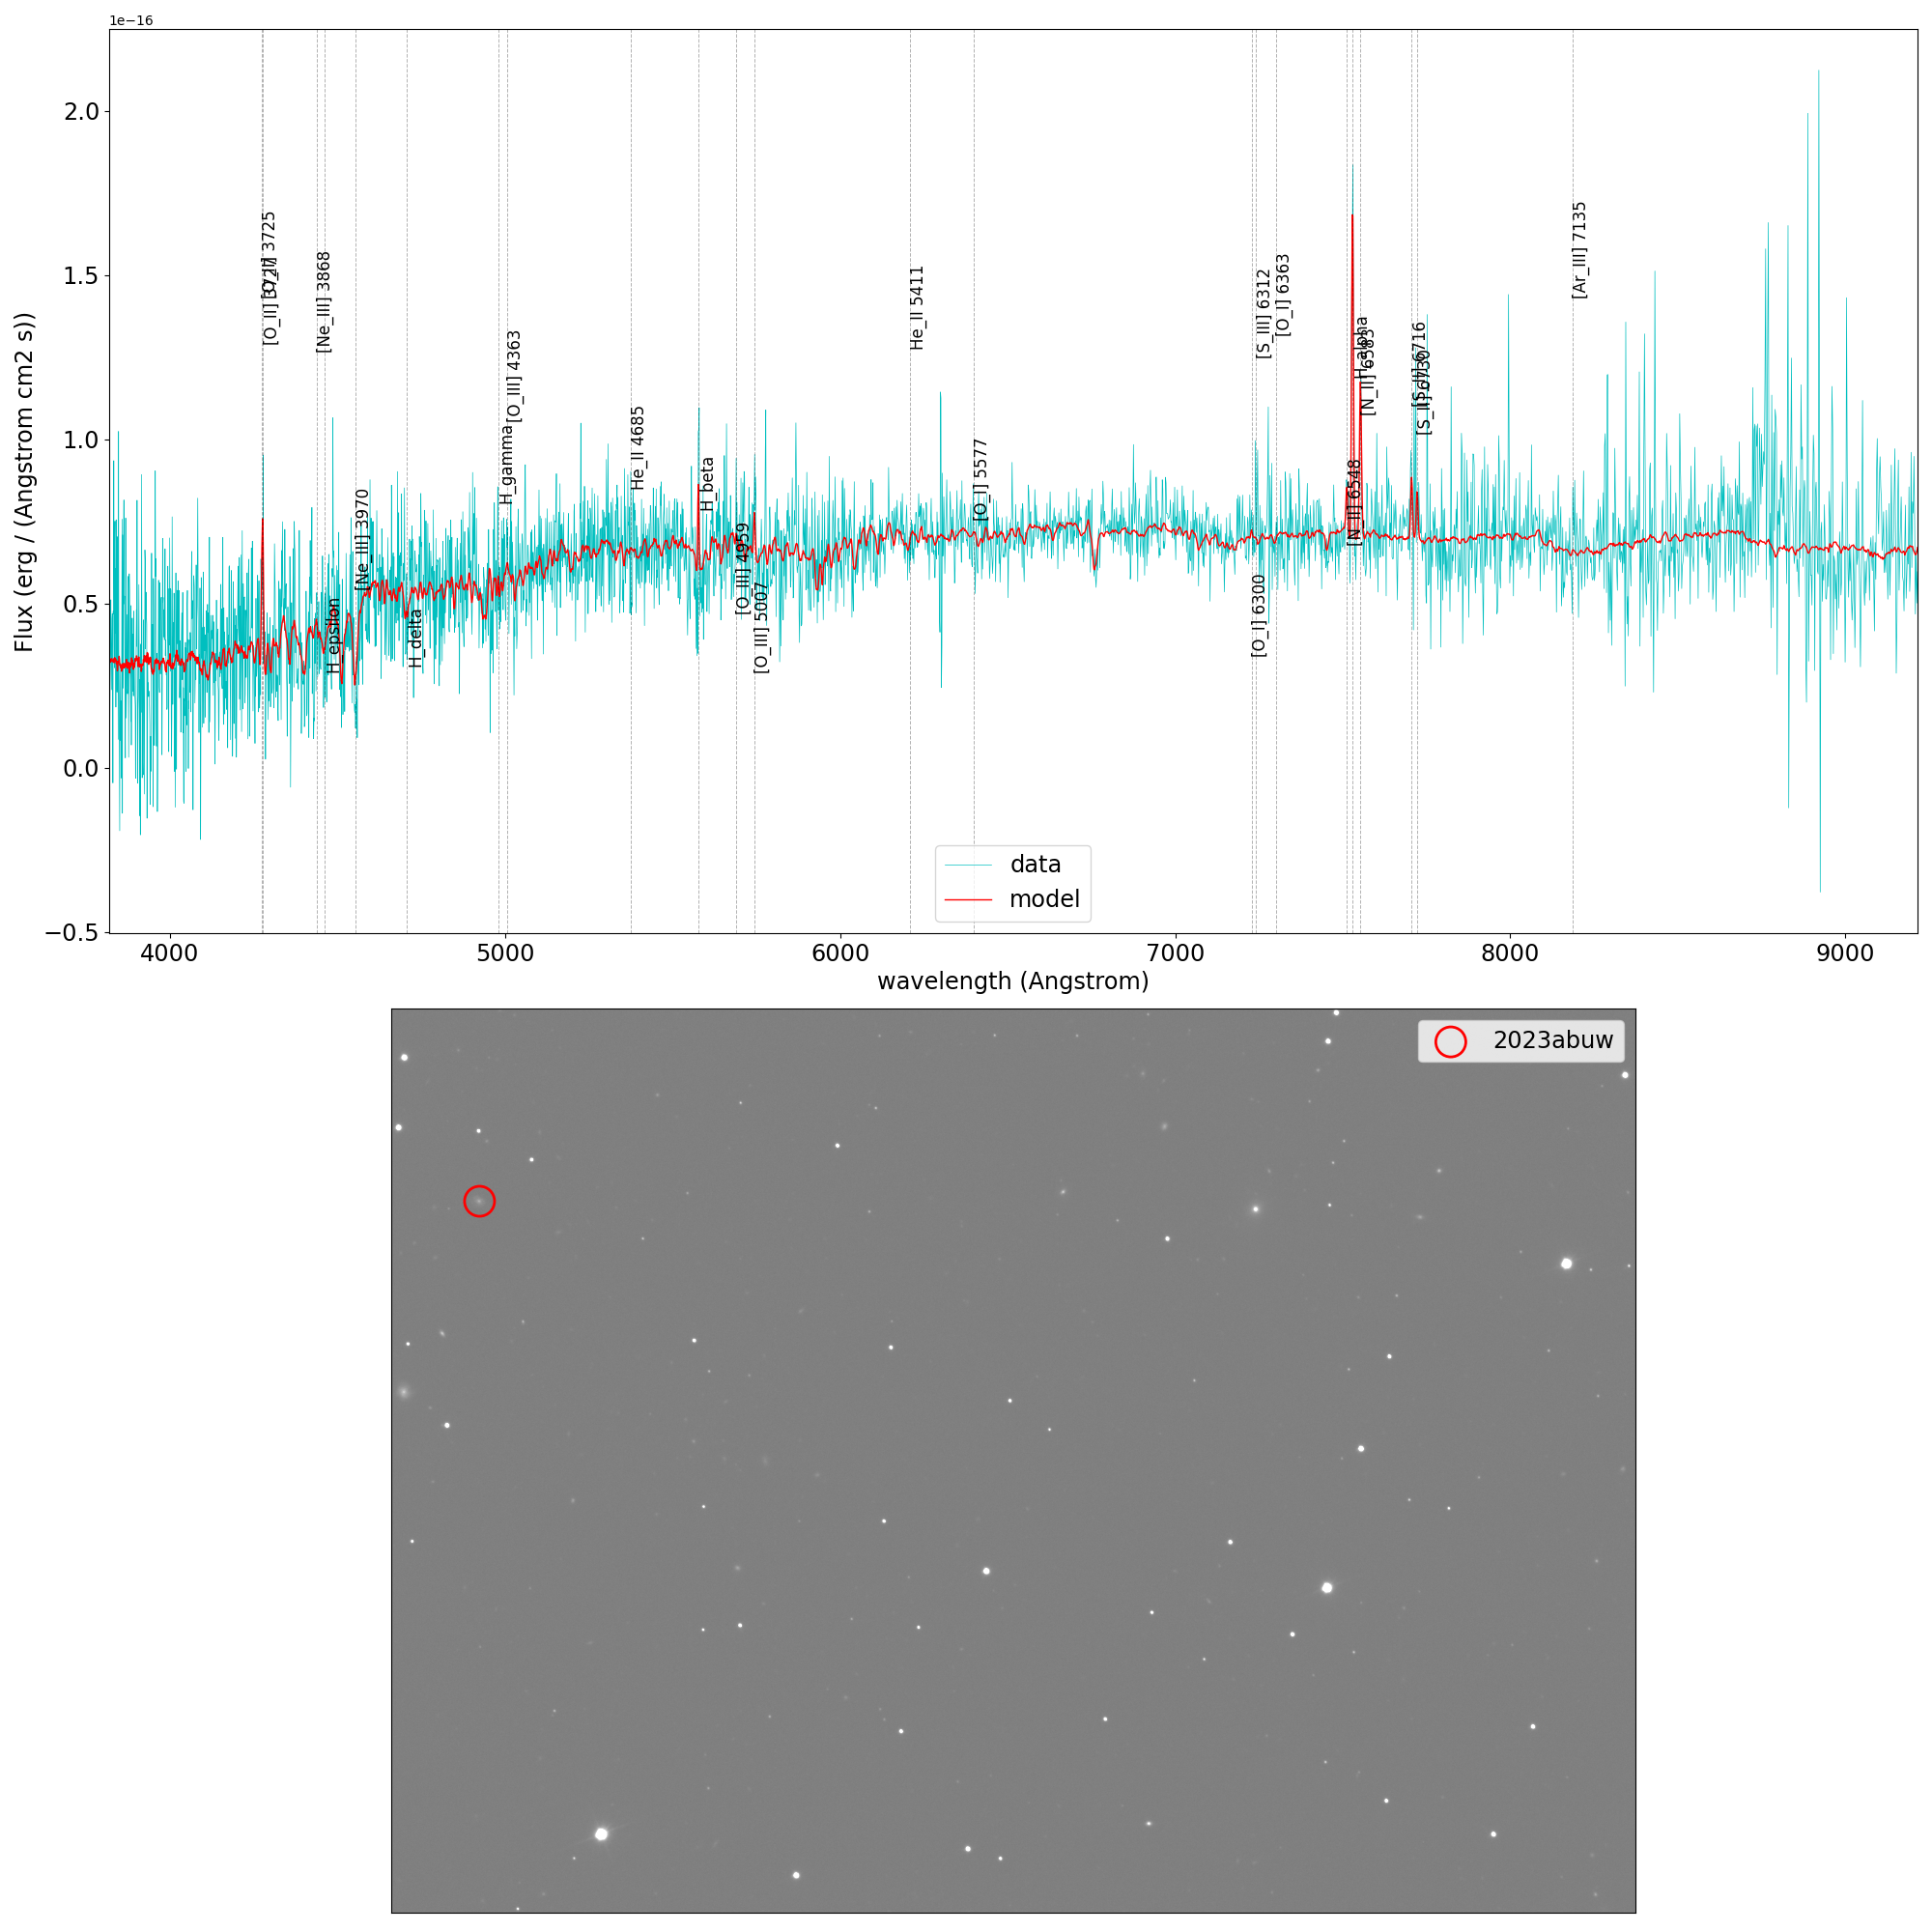 1e−16
Flux (erg / (Angstrom cm2 s))
2.0
1.5
1.0
0.5
0.0
−0.5
[O_II] 3725
[O_II] 3727
[Ne_III] 3868
H_epsilon
[Ne_III] 3970
H_delta
H_gamma
[O_III] 4363
He_II 4685
H_beta
[O_III] 4959
[O_III] 5007
He_II 5411
[O_I] 5577
[O_I] 6300
[S_III] 6312
[O_I] 6363
[N_II] 6548
H_alpha
[N_II] 6583
[S_II] 6716
[S_II] 6730
[Ar_III] 7135
data
model
4000 5000 6000 7000 8000 9000
wavelength (Angstrom)
2023abuw